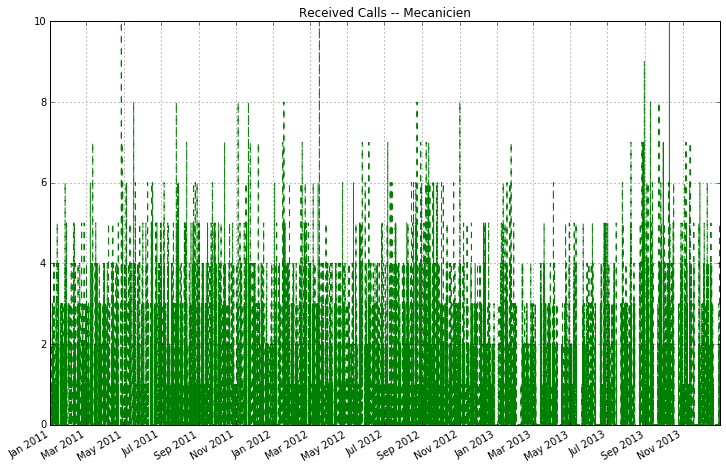 Received Calls -- Mecanicien
10
8
6
4
2
0
Jan 2011
Mar 2011
May 2011
Jul 2011
Sep 2011
Nov 2011
Jan 2012
Mar 2012
May 2012
Jul 2012
Sep 2012
Nov 2012
Jan 2013
Mar 2013
May 2013
Jul 2013
Sep 2013
Nov 2013